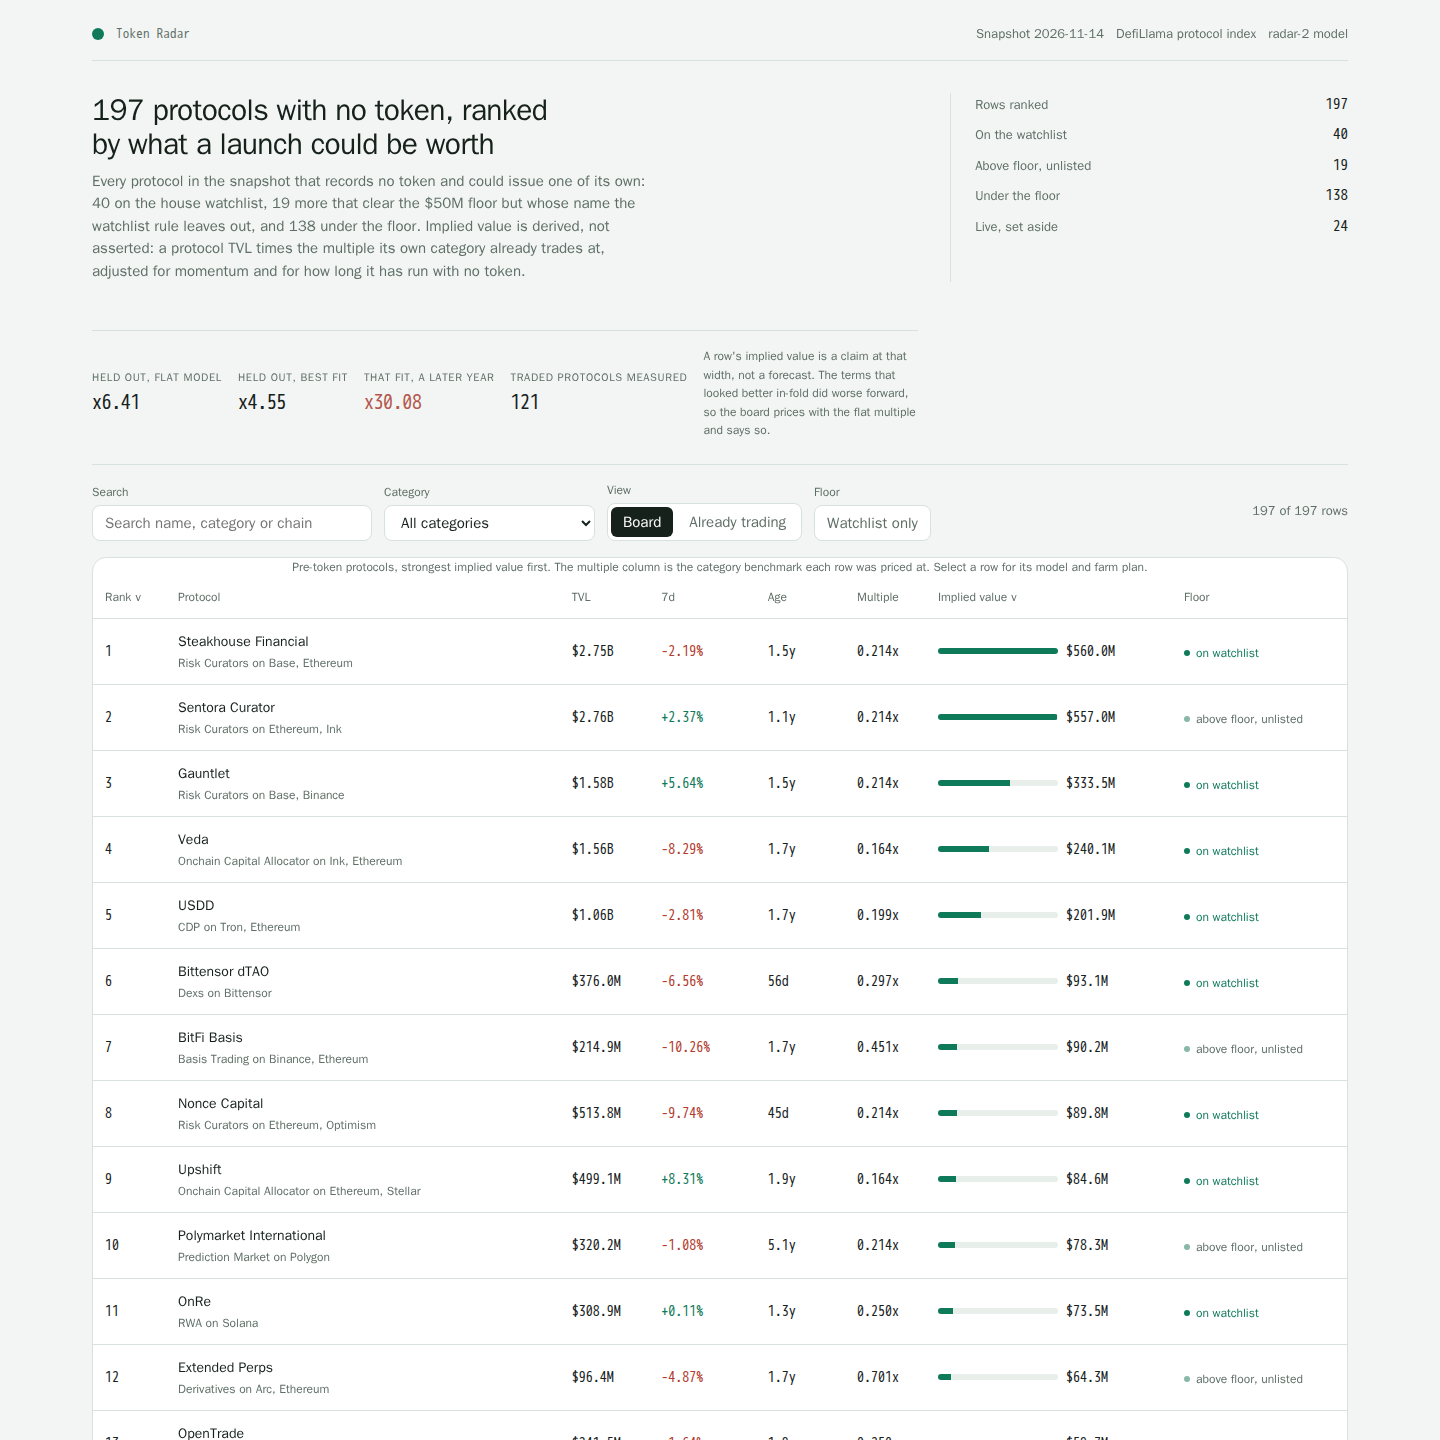 Token Radar
Snapshot 2026-11-14 DefiLlama protocol index radar-2 model
197 protocols with no token, ranked
by what a launch could be worth
Every protocol in the snapshot that records no token and could issue one of its own:
40 on the house watchlist, 19 more that clear the $50M floor but whose name the
watchlist rule leaves out, and 138 under the floor. Implied value is derived, not
asserted: a protocol TVL times the multiple its own category already trades at,
adjusted for momentum and for how long it has run with no token.
Rows ranked 197
On the watchlist 40
Above floor, unlisted 19
Under the floor 138
Live, set aside 24
HELD OUT, FLAT MODEL
x6.41
HELD OUT, BEST FIT
x4.55
THAT FIT, A LATER YEAR
x30.08
TRADED PROTOCOLS MEASURED
121
A row's implied value is a claim at that
width, not a forecast. The terms that
looked better in-fold did worse forward,
so the board prices with the flat multiple
and says so.
Search
Search name, category or chain
Category
All categories
View
Board Already trading
Floor
Watchlist only
197 of 197 rows
Pre-token protocols, strongest implied value first. The multiple column is the category benchmark each row was priced at. Select a row for its model and farm plan.
Rank v Protocol TVL 7d Age Multiple Implied value v Floor
1 Steakhouse Financial $2.75B -2.19% 1.5y 0.214x $560.0M on watchlist
Risk Curators on Base, Ethereum
2 Sentora Curator $2.76B +2.37% 1.1y 0.214x $557.0M above floor, unlisted
Risk Curators on Ethereum, Ink
3 Gauntlet $1.58B +5.64% 1.5y 0.214x $333.5M on watchlist
Risk Curators on Base, Binance
4 Veda $1.56B -8.29% 1.7y 0.164x $240.1M on watchlist
Onchain Capital Allocator on Ink, Ethereum
5 USDD $1.06B -2.81% 1.7y 0.199x $201.9M on watchlist
CDP on Tron, Ethereum
6 Bittensor dTAO $376.0M -6.56% 56d 0.297x $93.1M on watchlist
Dexs on Bittensor
7 BitFi Basis $214.9M -10.26% 1.7y 0.451x $90.2M above floor, unlisted
Basis Trading on Binance, Ethereum
8 Nonce Capital $513.8M -9.74% 45d 0.214x $89.8M on watchlist
Risk Curators on Ethereum, Optimism
9 Upshift $499.1M +8.31% 1.9y 0.164x $84.6M on watchlist
Onchain Capital Allocator on Ethereum, Stellar
10 Polymarket International $320.2M -1.08% 5.1y 0.214x $78.3M above floor, unlisted
Prediction Market on Polygon
11 OnRe $308.9M +0.11% 1.3y 0.250x $73.5M on watchlist
RWA on Solana
12 Extended Perps $96.4M -4.87% 1.7y 0.701x $64.3M above floor, unlisted
Derivatives on Arc, Ethereum
OpenTrade